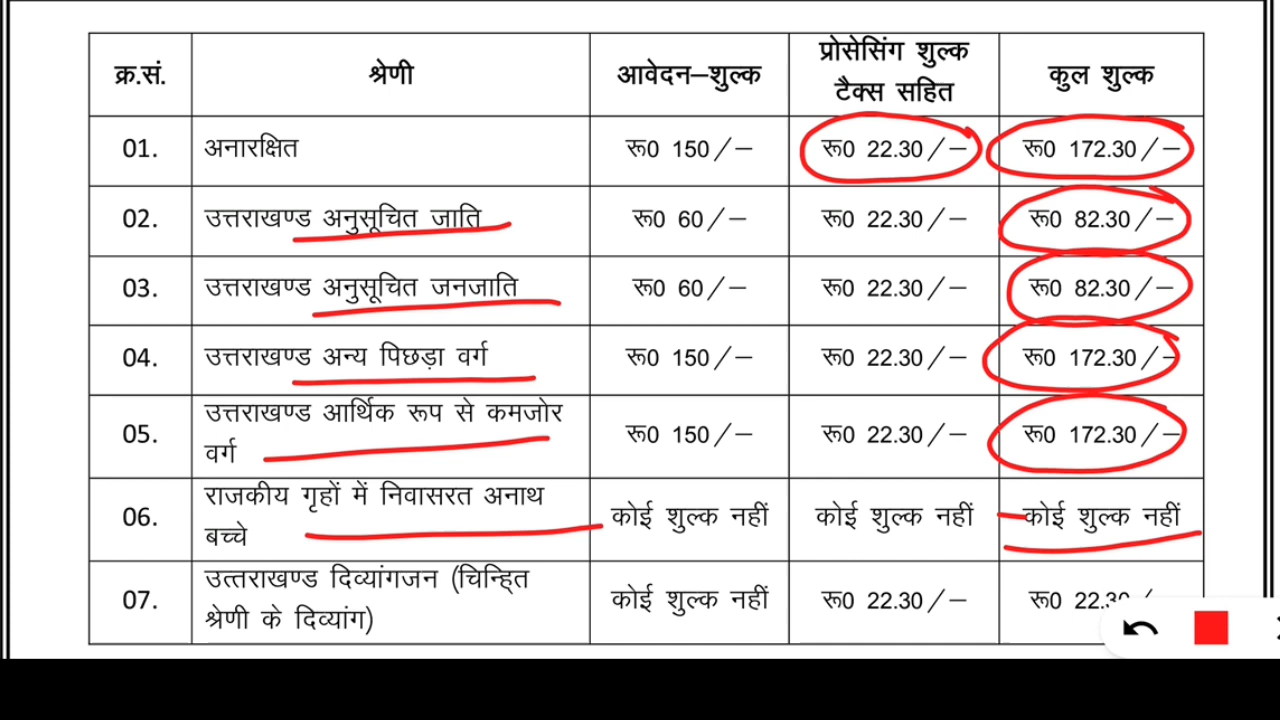 क्र.सं. श्रेणी आवेदन–शुल्क प्रोसेसिंग शुल्क टैक्स सहित कुल शुल्क
01. अनारक्षित रू0 150/– रू0 22.30/– रू0 172.30/–
02. उत्तराखण्ड अनुसूचित जाति रू0 60/– रू0 22.30/– रू0 82.30/–
03. उत्तराखण्ड अनुसूचित जनजाति रू0 60/– रू0 22.30/– रू0 82.30/–
04. उत्तराखण्ड अन्य पिछड़ा वर्ग रू0 150/– रू0 22.30/– रू0 172.30/–
05. उत्तराखण्ड आर्थिक रूप से कमजोर वर्ग रू0 150/– रू0 22.30/– रू0 172.30/–
06. राजकीय गृहों में निवासरत अनाथ बच्चे कोई शुल्क नहीं कोई शुल्क नहीं कोई शुल्क नहीं
07. उत्तराखण्ड दिव्यांगजन (चिन्हित श्रेणी के दिव्यांग) कोई शुल्क नहीं रू0 22.30/– रू0 22.30